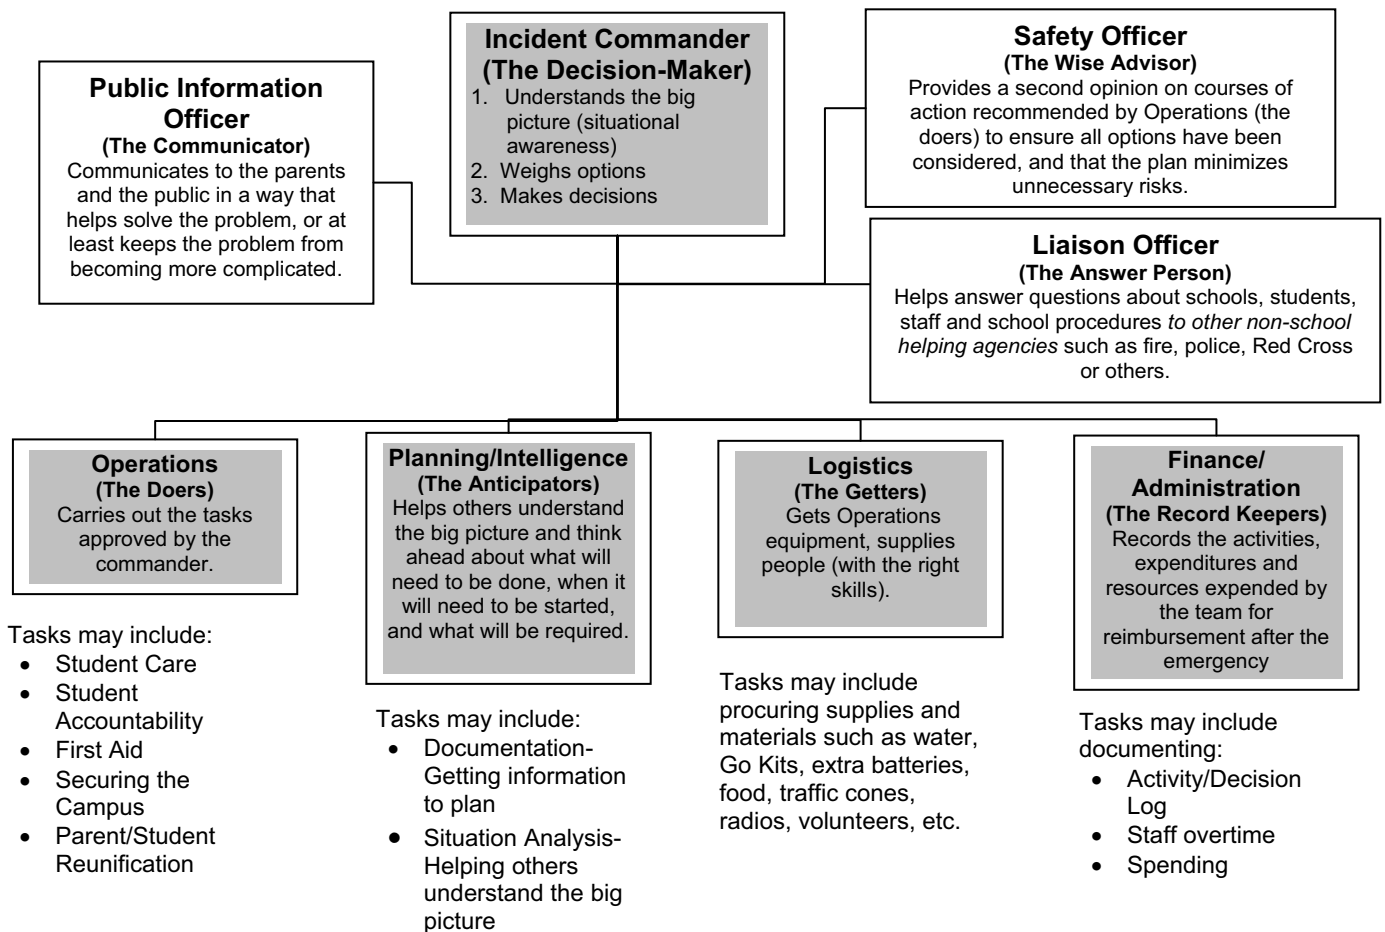 Incident Commander
(The Decision-Maker)
1. Understands the big
picture (situational
awareness)
2. Weighs options
3. Makes decisions
Public Information
Officer
(The Communicator)
Communicates to the parents
and the public in a way that
helps solve the problem, or at
least keeps the problem from
becoming more complicated.
Safety Officer
(The Wise Advisor)
Provides a second opinion on courses of
action recommended by Operations (the
doers) to ensure all options have been
considered, and that the plan minimizes
unnecessary risks.
Liaison Officer
(The Answer Person)
Helps answer questions about schools, students,
staff and school procedures to other non-school
helping agencies such as fire, police, Red Cross
or others.
Operations
(The Doers)
Carries out the tasks
approved by the
commander.
Tasks may include:
• Student Care
• Student
Accountability
• First Aid
• Securing the
Campus
• Parent/Student
Reunification
Planning/Intelligence
(The Anticipators)
Helps others understand
the big picture and think
ahead about what will
need to be done, when it
will need to be started,
and what will be required.
Tasks may include:
• Documentation-
Getting information
to plan
• Situation Analysis-
Helping others
understand the big
picture
Logistics
(The Getters)
Gets Operations
equipment, supplies
people (with the right
skills).
Tasks may include
procuring supplies and
materials such as water,
Go Kits, extra batteries,
food, traffic cones,
radios, volunteers, etc.
Finance/
Administration
(The Record Keepers)
Records the activities,
expenditures and
resources expended by
the team for
reimbursement after the
emergency
Tasks may include
documenting:
• Activity/Decision
Log
• Staff overtime
• Spending